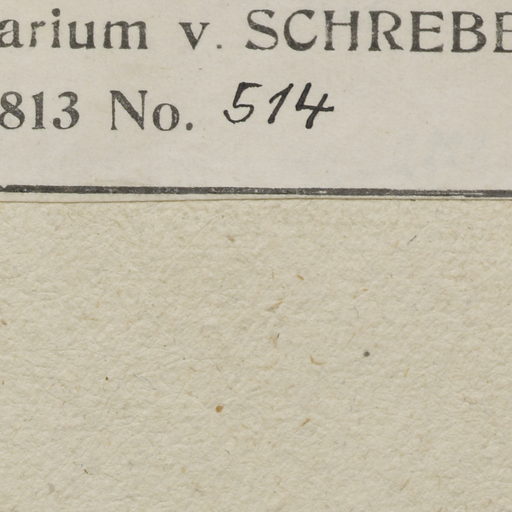 arium v. SCHREBE
813 No. 514